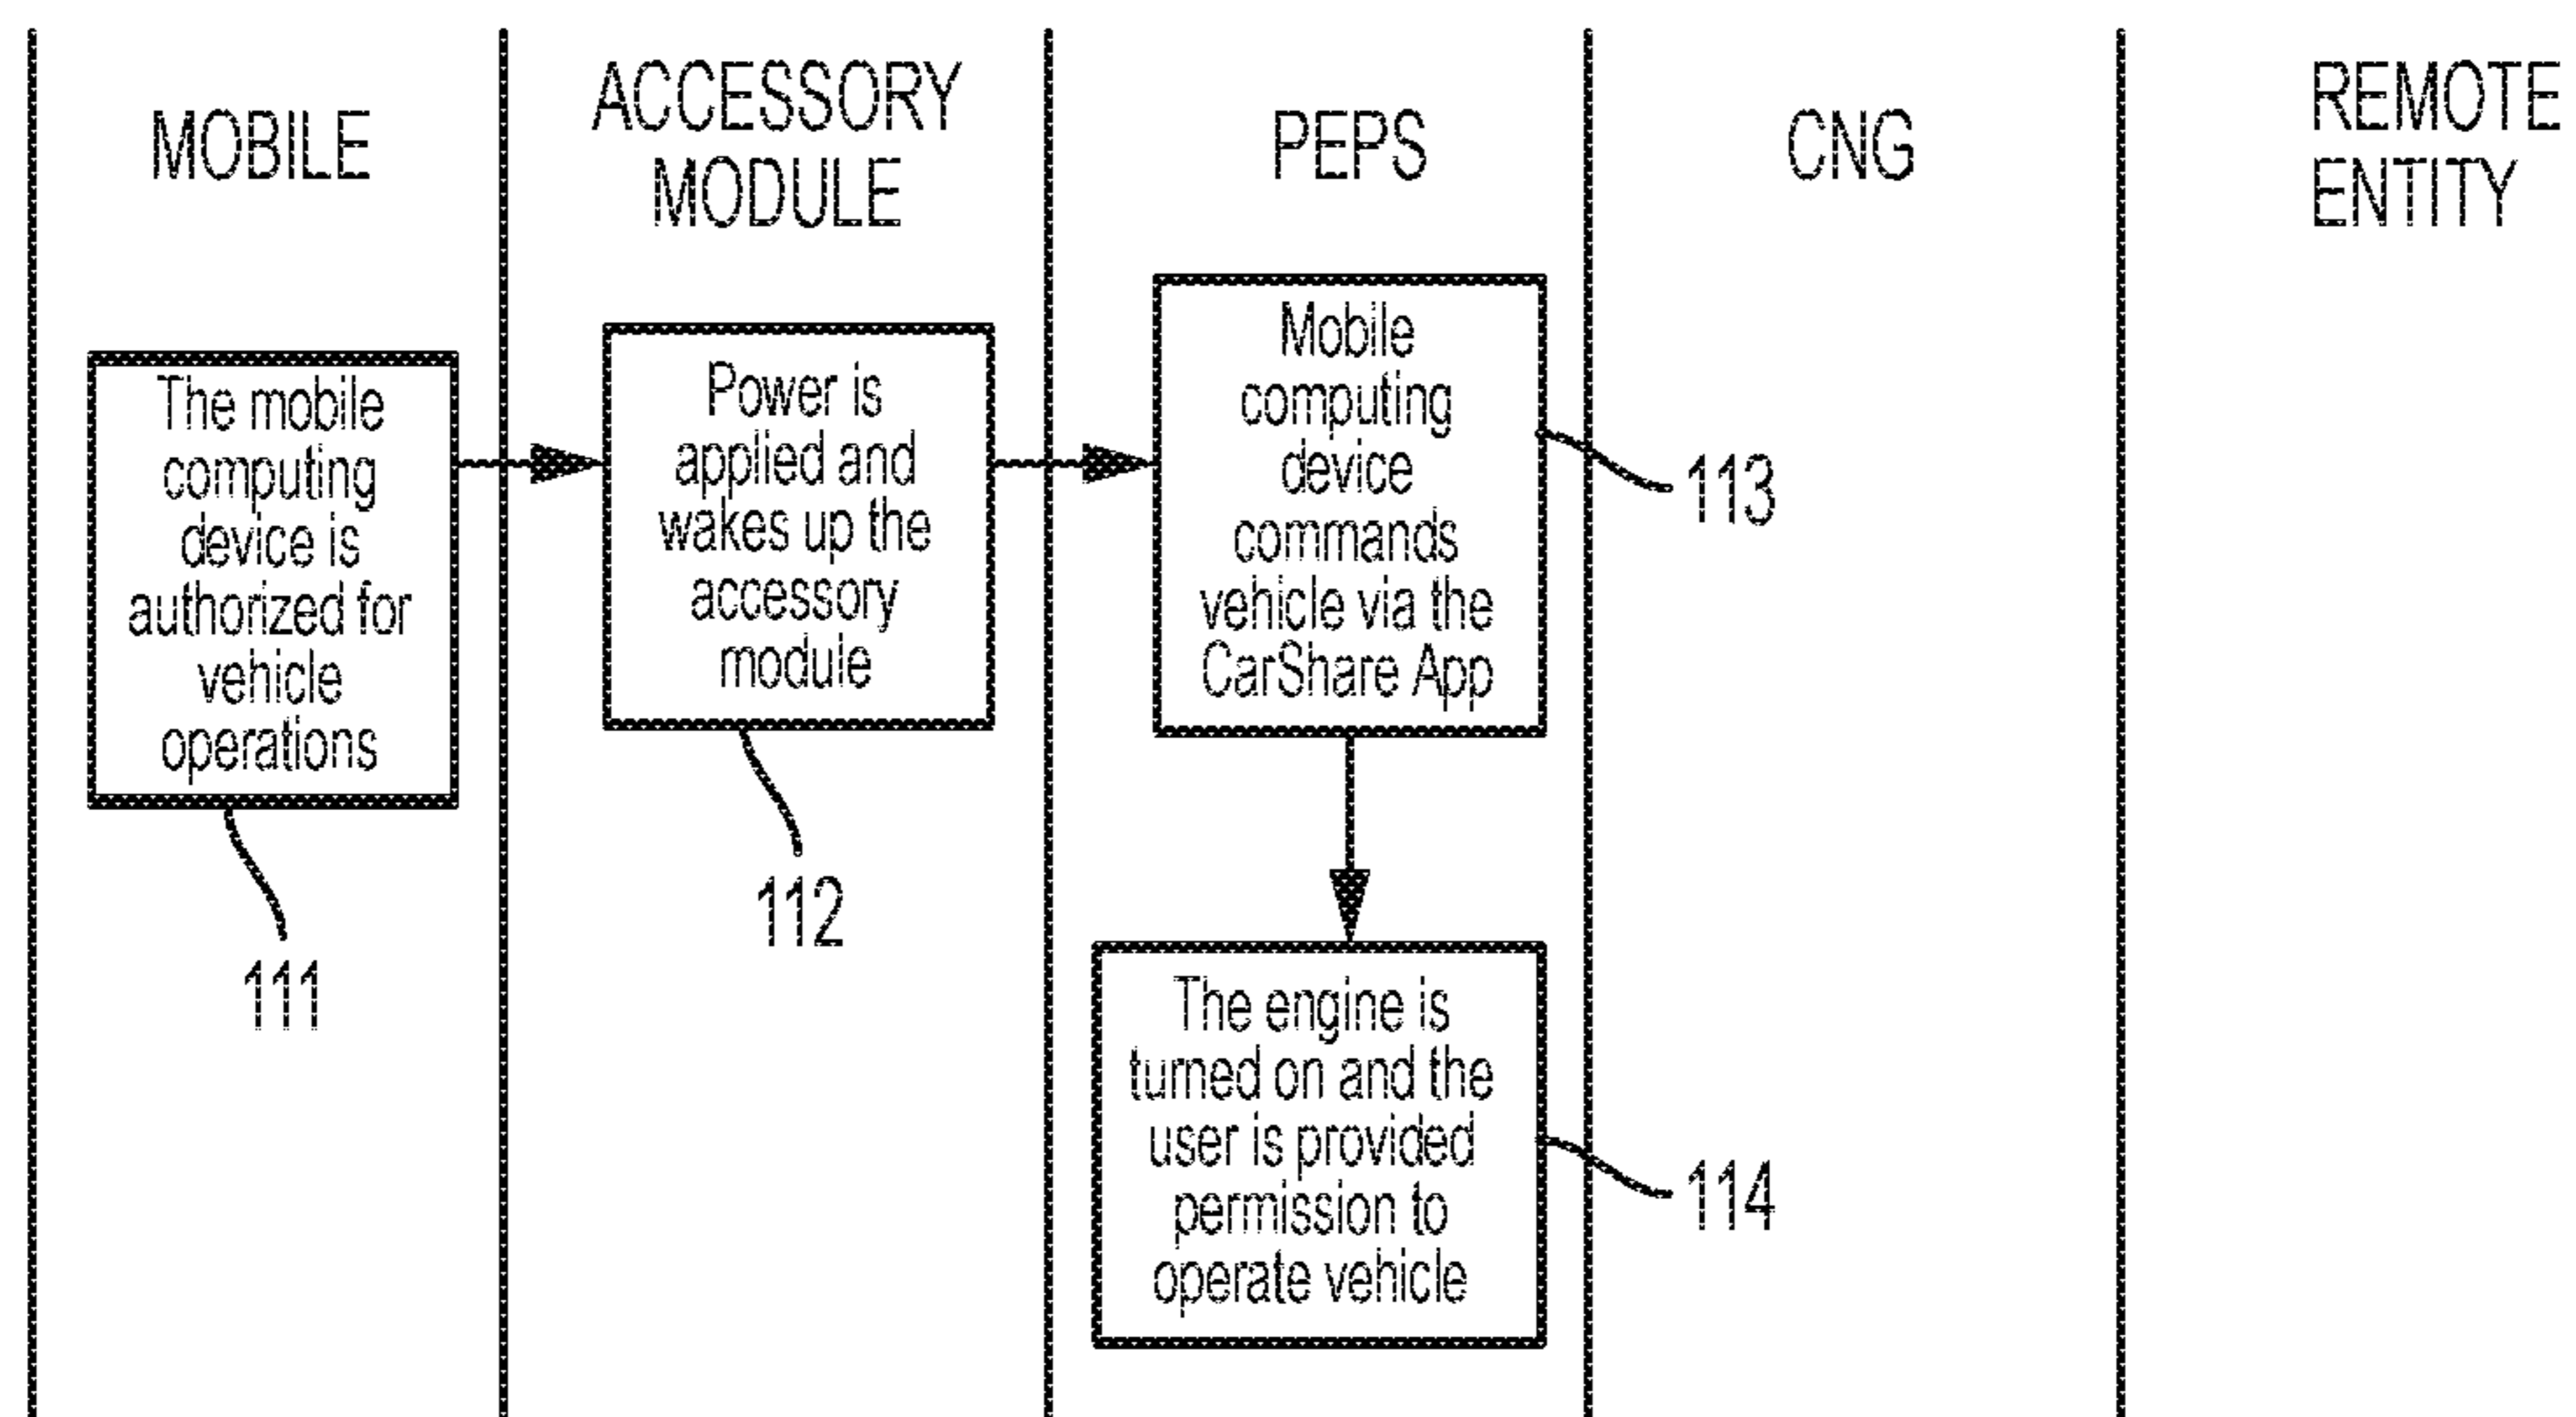 MOBILE
ACCESSORY
MODULE
PEPS
CNG
REMOTE
ENTITY
The mobile
computing
device is
authorized for
vehicle
operations
111
Power is
applied and
wakes up the
accessory
module
112
Mobile
computing
device
commands
vehicle via the
CarShare App
113
The engine is
turned on and the
user is provided
permission to
operate vehicle
114